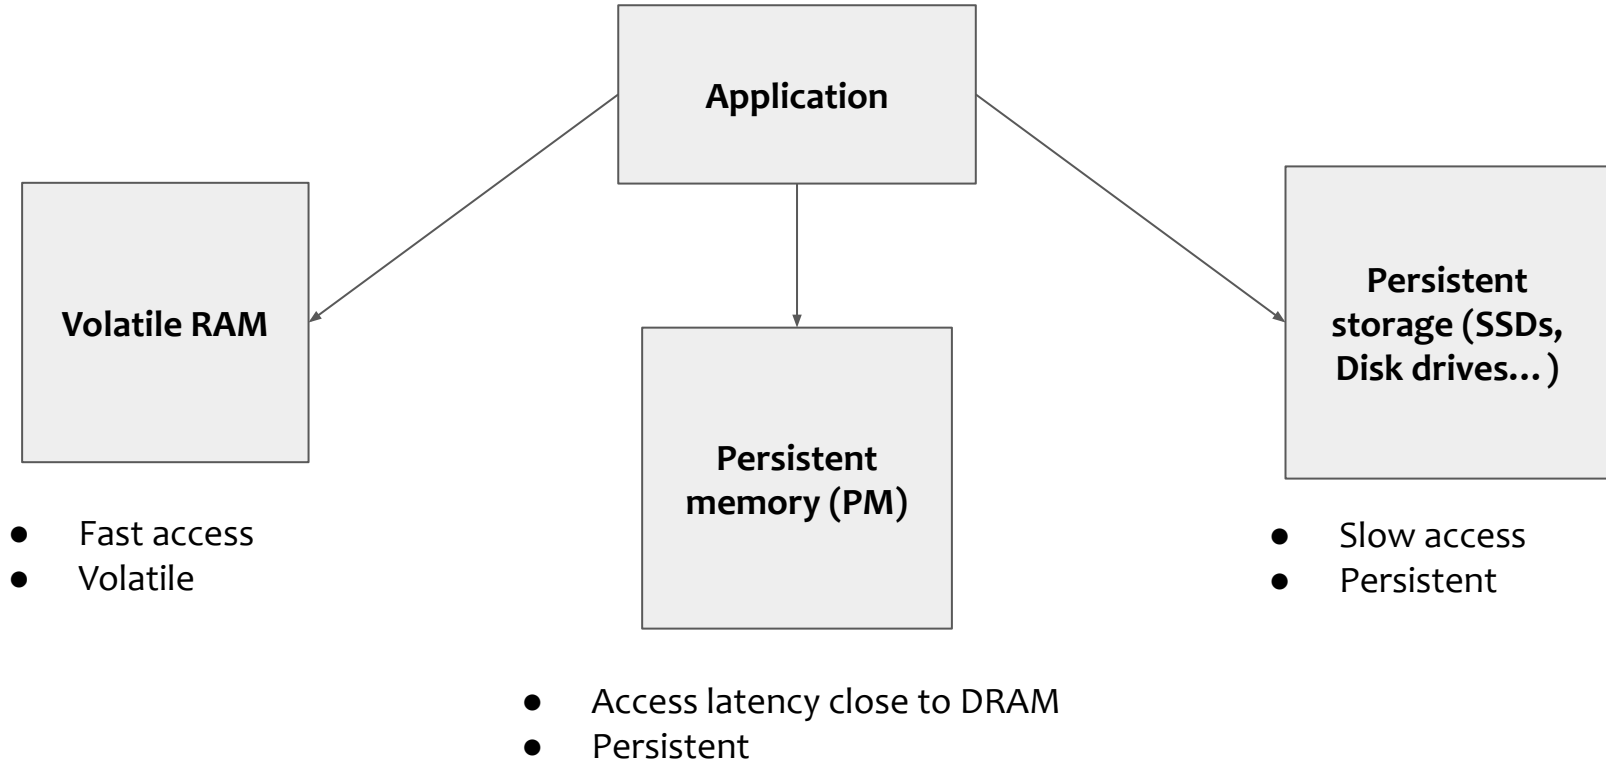 Application
Volatile RAM
Persistent
memory (PM)
Persistent
storage (SSDs,
Disk drives…)
● Fast access
● Volatile
● Access latency close to DRAM
● Persistent
● Slow access
● Persistent